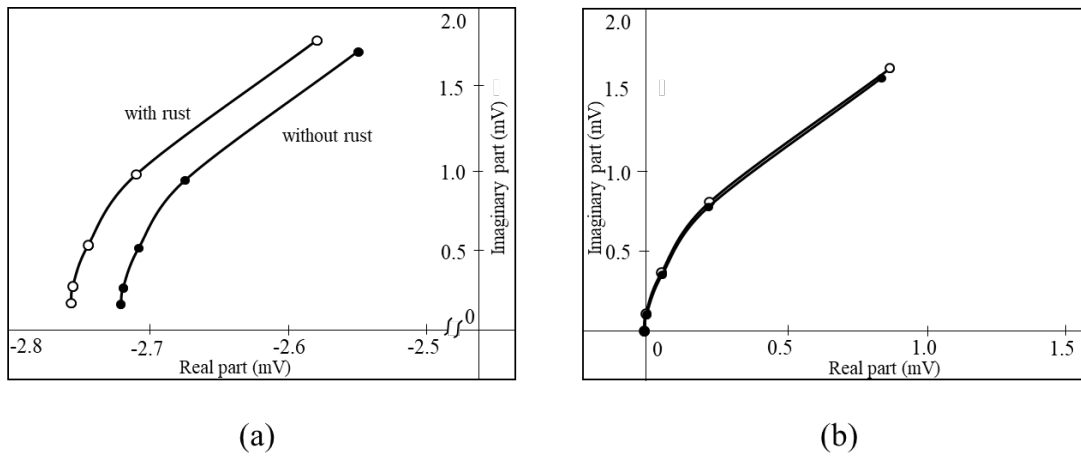 2.0
1.5
1.0
0.5
0
with rust
without rust
Imaginary part (mV)
-2.8
-2.7
-2.6
-2.5
Real part (mV)
(a)
2.0
1.5
1.0
0.5
Imaginary part (mV)
0
0.5
1.0
1.5
Real part (mV)
(b)